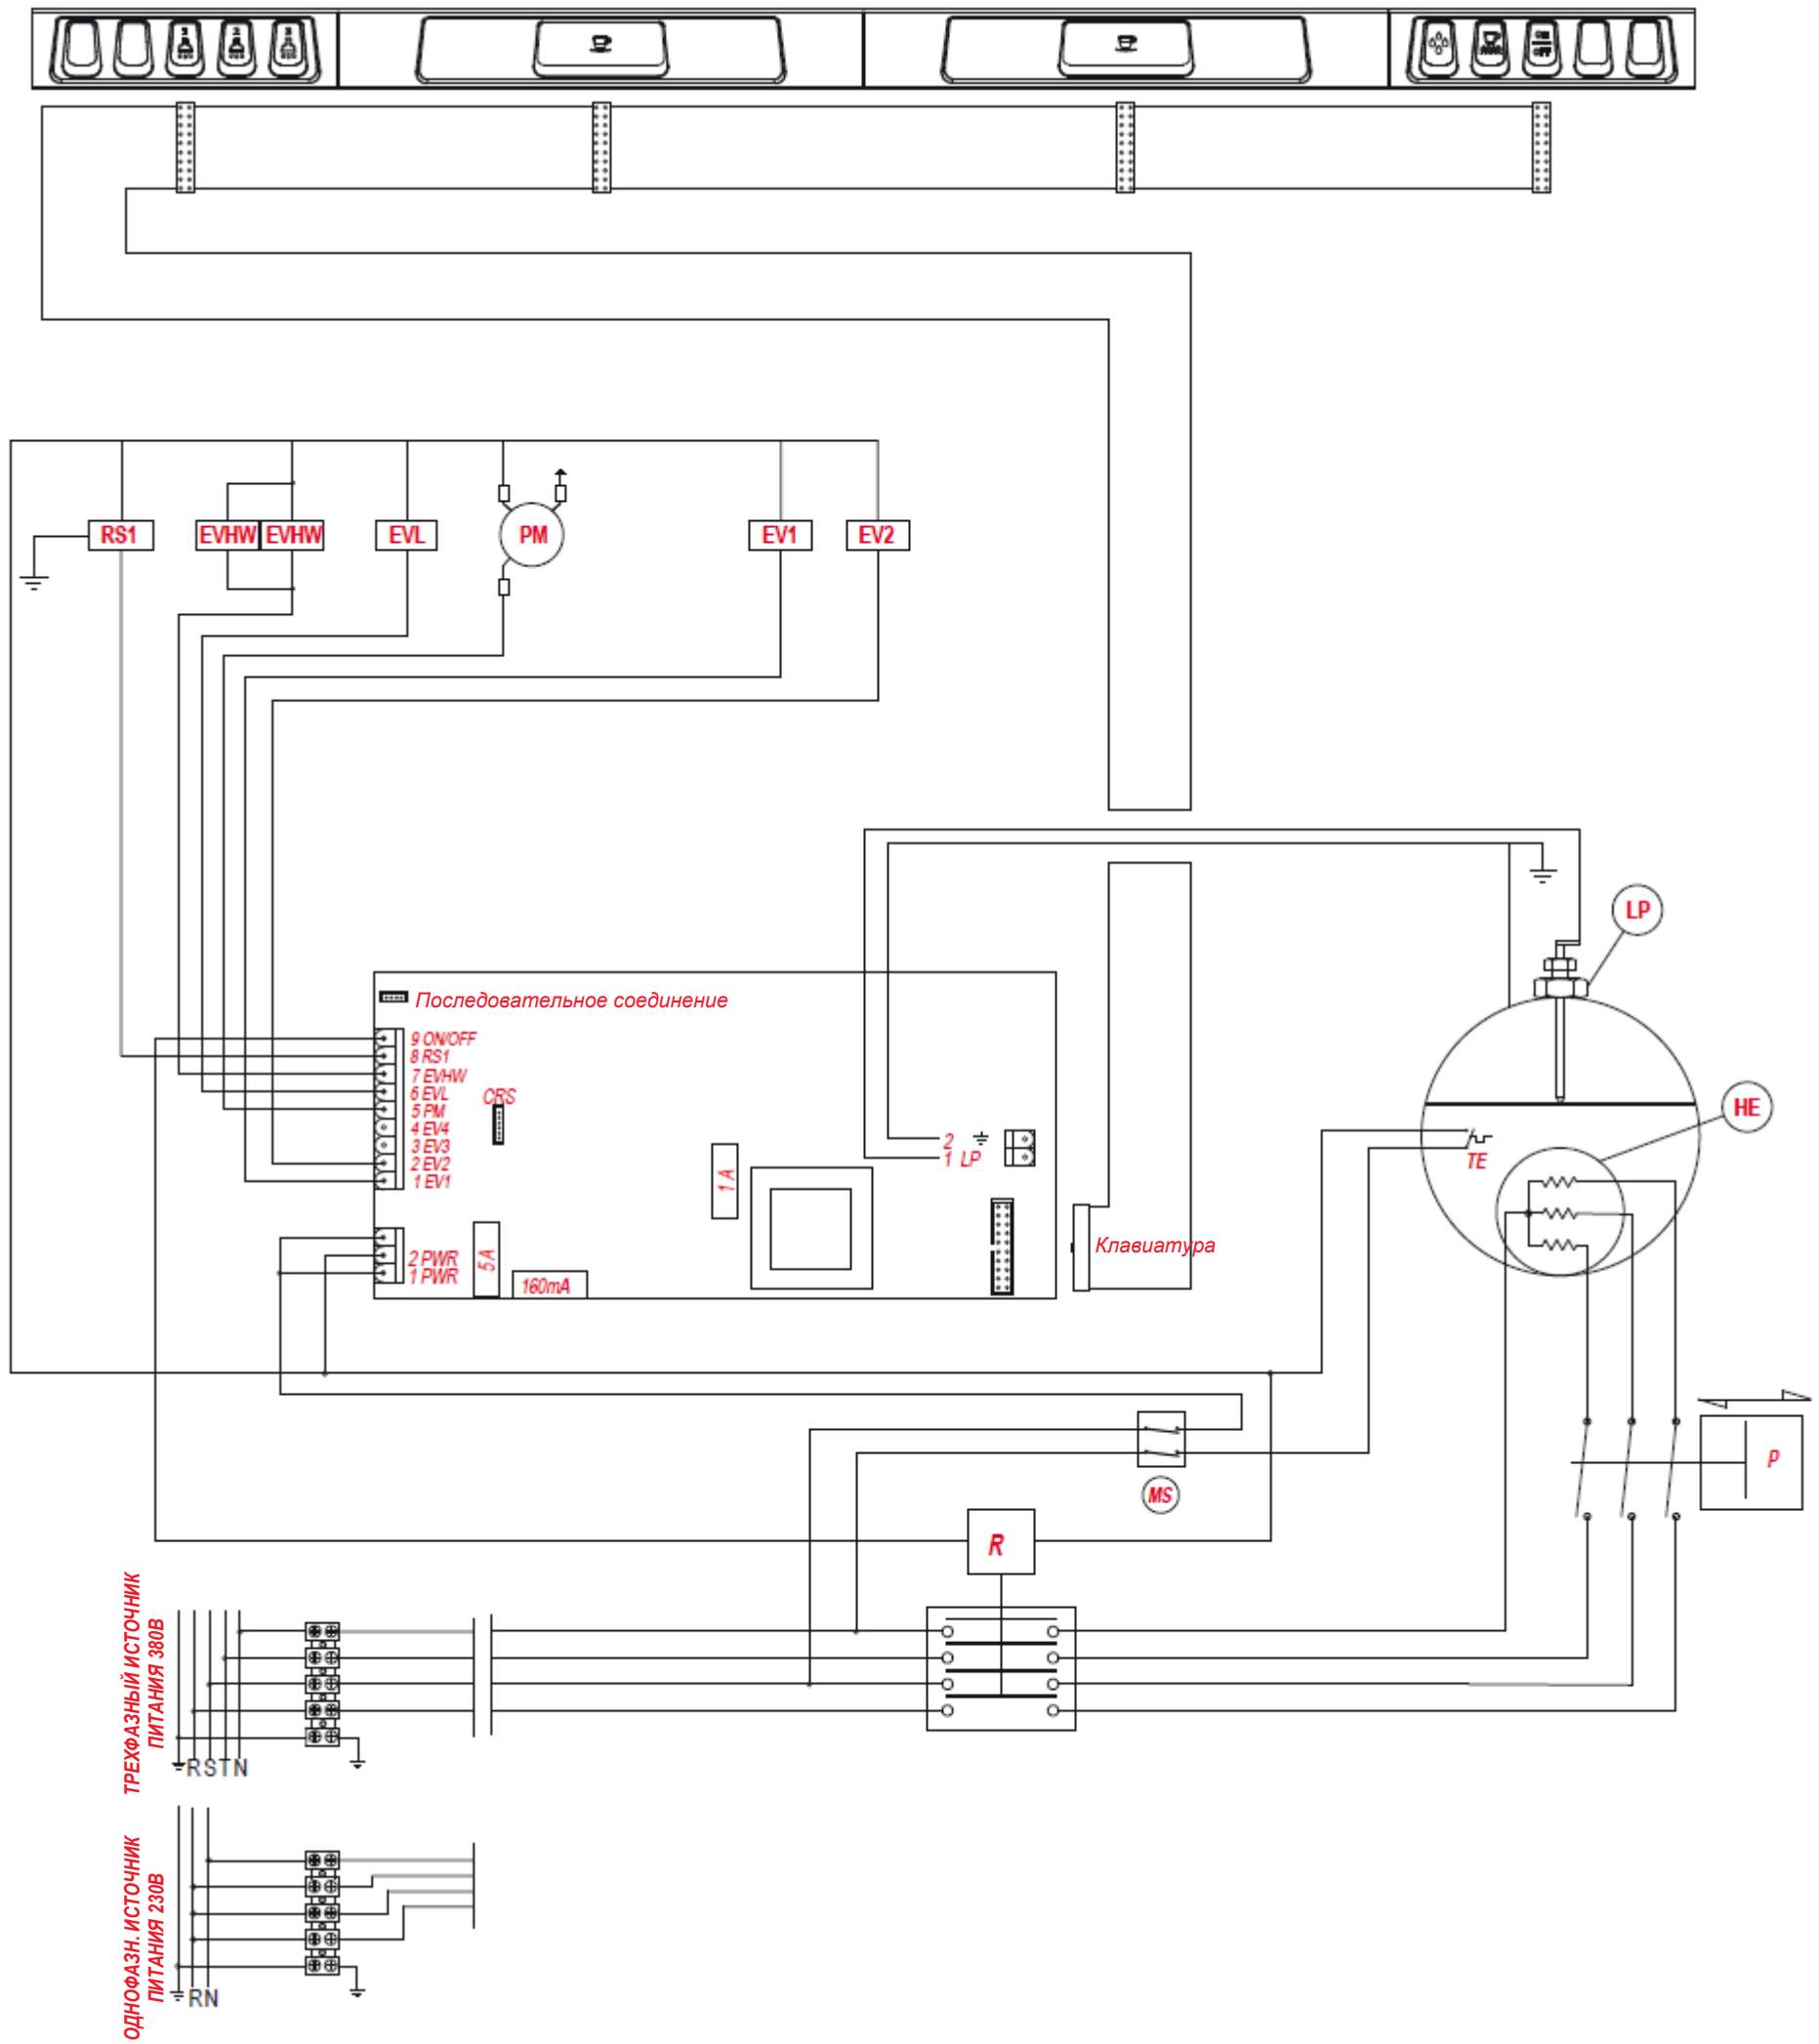 ON
OFF
RS1
EVHW
EVHW
EVL
PM
EV1
EV2
LP
Последовательное соединение
9 ON/OFF
8 RS1
7 EVHW
6 EVL
5 PM
4 EV4
3 EV3
2 EV2
1 EV1
CRS
2
1 LP
1 A
HE
TE
2 PWR
1 PWR
5A
160mA
Клавиатура
P
MS
R
ТРЕХФАЗНЫЙ ИСТОЧНИК
ПИТАНИЯ 380В
RSTN
ОДНОФАЗН. ИСТОЧНИК
ПИТАНИЯ 230В
RN